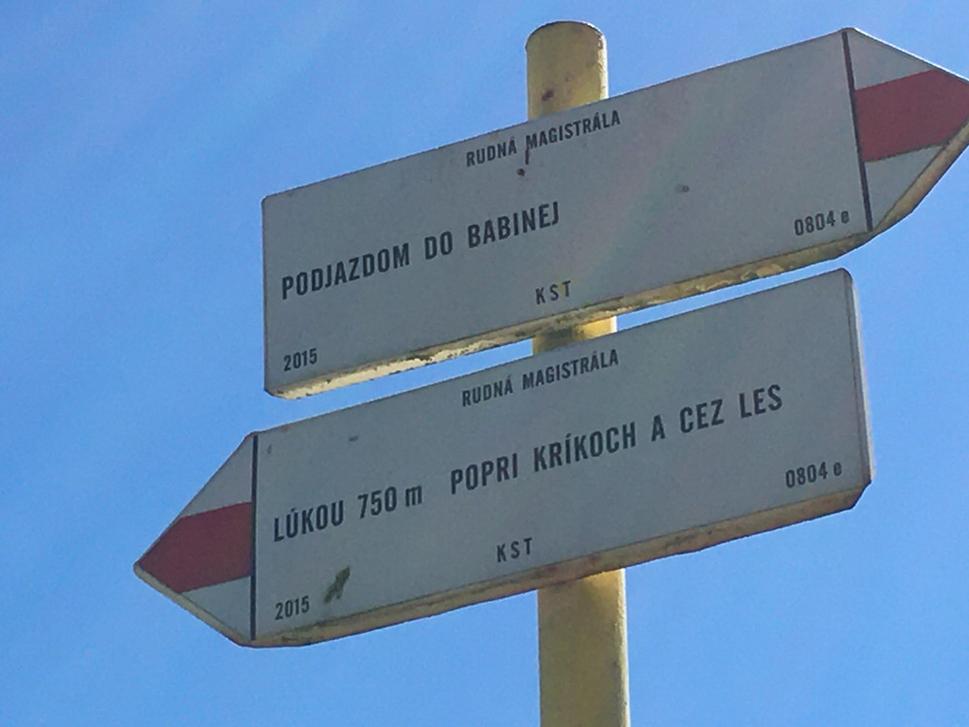 RUDNÁ MAGISTRÁLA
PODJAZDOM DO BABINEJ
0804 e
KST
2015
RUDNÁ MAGISTRÁLA
LÚKOU 750 m POPRI KRÍKOCH A CEZ LES
0804 e
KST
2015